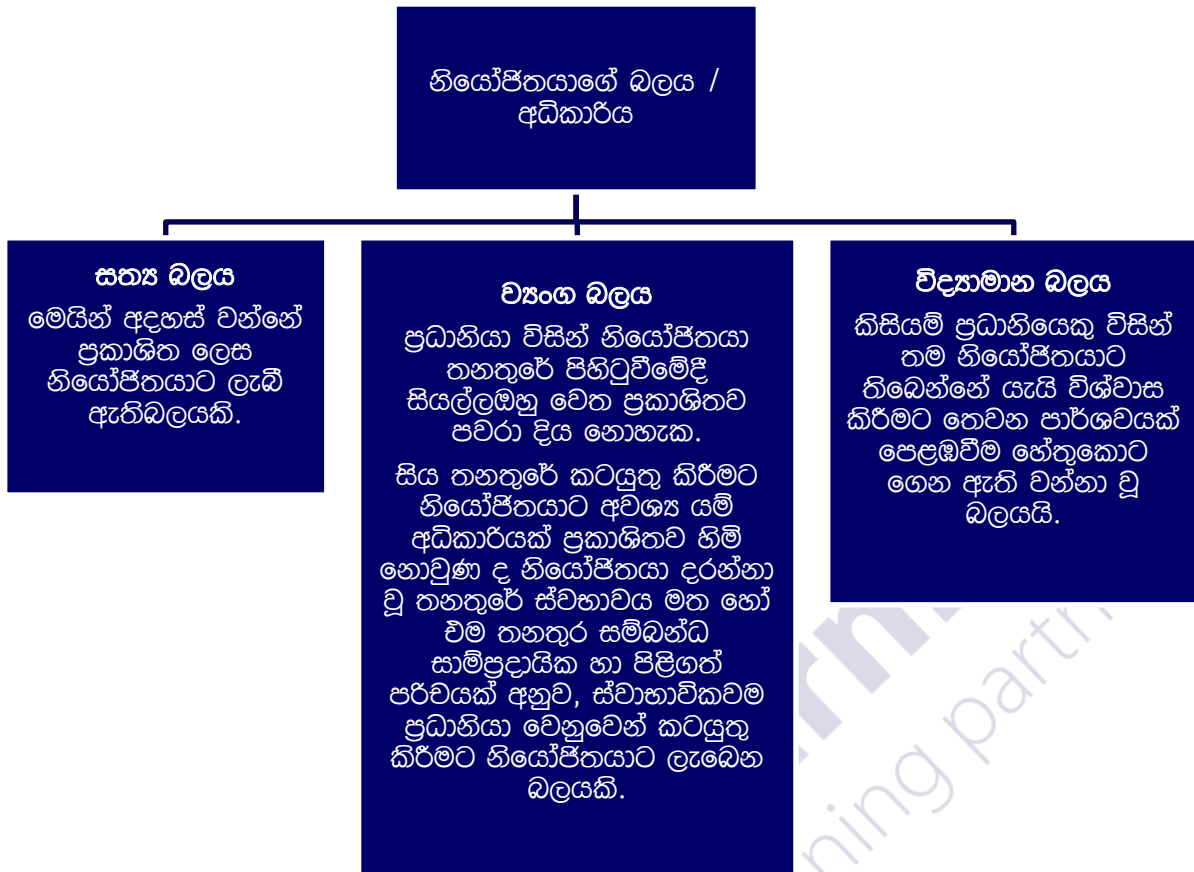 නියෝජිතයාගේ බලය /
අධිකාරිය
සත්‍ය බලය
මෙයින් අදහස් වන්නේ
ප්‍රකාශිත ලෙස
නියෝජිතයාට ලැබී
ඇතිබලයකි.
ව්‍යංග බලය
ප්‍රධානියා විසින් නියෝජිතයා
තනතුරේ පිහිටුවීමේදී
සියල්ලඔහු වෙත ප්‍රකාශිතව
පවරා දිය නොහැක.
සිය තනතුරේ කටයුතු කිරීමට
නියෝජිතයාට අවශ්‍ය යම්
අධිකාරියක් ප්‍රකාශිතව හිමි
නොවුණ ද නියෝජිතයා දරන්නා
වූ තනතුරේ ස්වභාවය මත හෝ
එම තනතුර සම්බන්ධ
සාම්ප්‍රදායික හා පිළිගත්
පරිචයක් අනුව, ස්වාභාවිකවම
ප්‍රධානියා වෙනුවෙන් කටයුතු
කිරීමට නියෝජිතයාට ලැබෙන
බලයකි.
විද්‍යාමාන බලය
කිසියම් ප්‍රධානියෙකු විසින්
තම නියෝජිතයාට
තිබෙන්නේ යැයි විශ්වාස
කිරීමට තෙවන පාර්ශවයක්
පෙළඹවීම හේතුකොට
ගෙන ඇති වන්නා වූ
බලයයි.